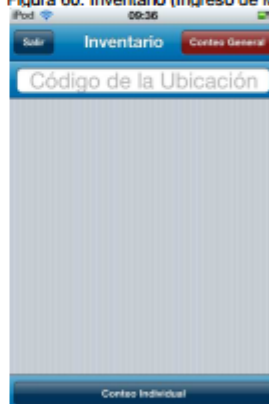 Figura 60. Inventario (Ingreso de
iPod 09:36
Salir Inventario Conteo General
Código de la Ubicación
Conteo Individual